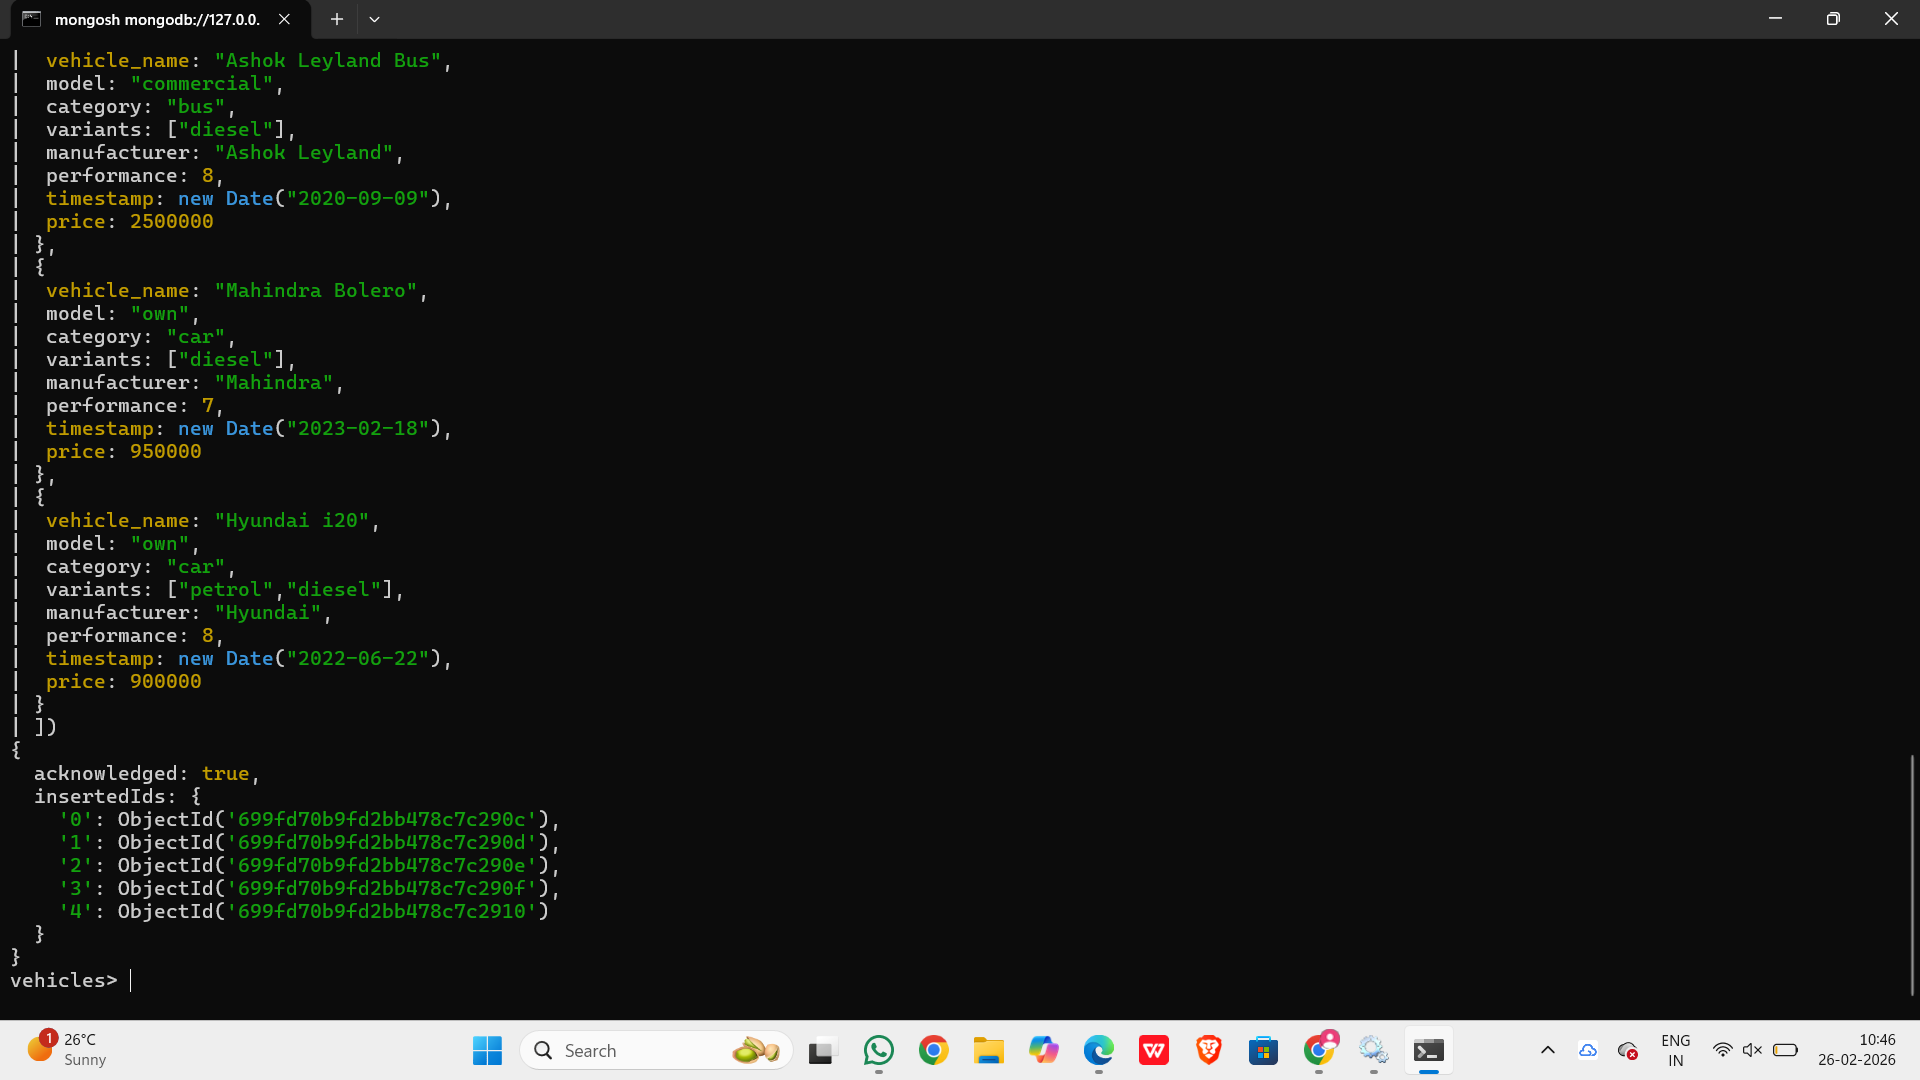 mongosh mongodb://127.0.0.
|  vehicle_name: "Ashok Leyland Bus",
|  model: "commercial",
|  category: "bus",
|  variants: ["diesel"],
|  manufacturer: "Ashok Leyland",
|  performance: 8,
|  timestamp: new Date("2020-09-09"),
|  price: 2500000
| },
| {
|  vehicle_name: "Mahindra Bolero",
|  model: "own",
|  category: "car",
|  variants: ["diesel"],
|  manufacturer: "Mahindra",
|  performance: 7,
|  timestamp: new Date("2023-02-18"),
|  price: 950000
| },
| {
|  vehicle_name: "Hyundai i20",
|  model: "own",
|  category: "car",
|  variants: ["petrol","diesel"],
|  manufacturer: "Hyundai",
|  performance: 8,
|  timestamp: new Date("2022-06-22"),
|  price: 900000
| }
| ])
{
  acknowledged: true,
  insertedIds: {
    '0': ObjectId('699fd70b9fd2bb478c7c290c'),
    '1': ObjectId('699fd70b9fd2bb478c7c290d'),
    '2': ObjectId('699fd70b9fd2bb478c7c290e'),
    '3': ObjectId('699fd70b9fd2bb478c7c290f'),
    '4': ObjectId('699fd70b9fd2bb478c7c2910')
  }
}
vehicles>
1
26°C
Sunny
Search
ENG
IN
10:46
26-02-2026